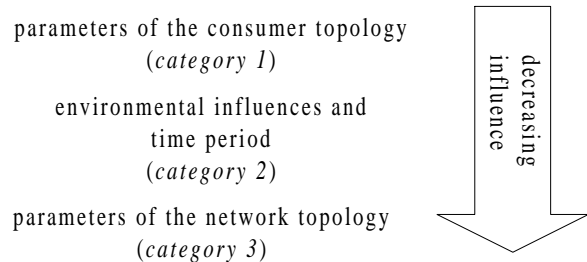 parameters of the consumer topology
(category 1)
environmental influences and
time period
(category 2)
parameters of the network topology
(category 3)
decreasing
influence